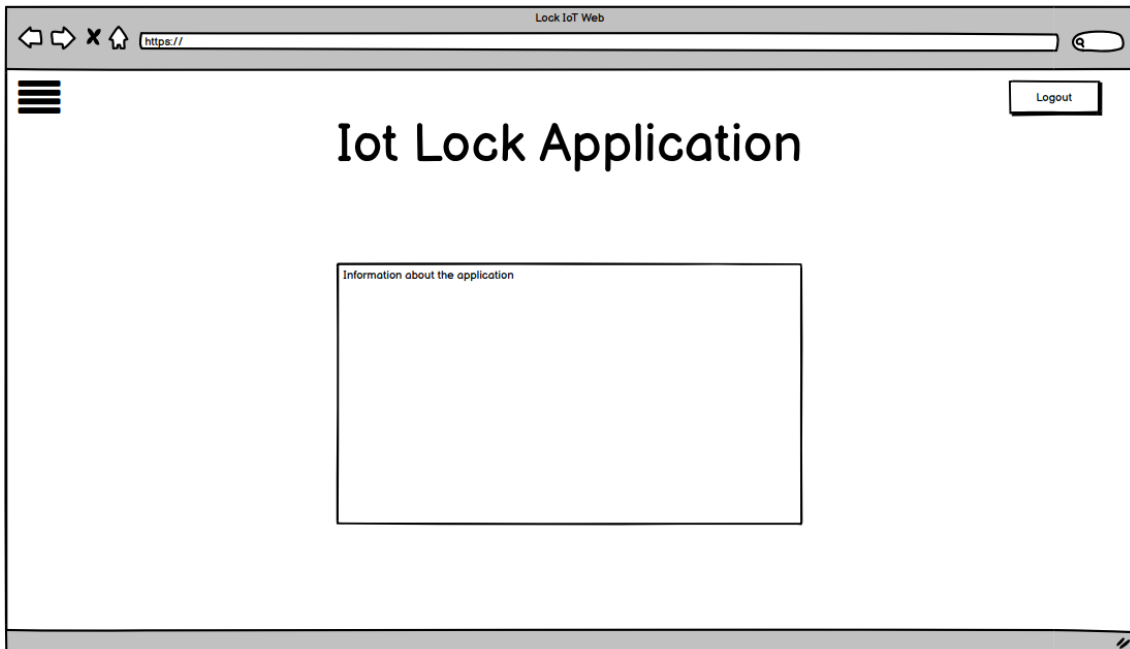 Lock IoT Web
https://
Logout
Iot Lock Application
Information about the application